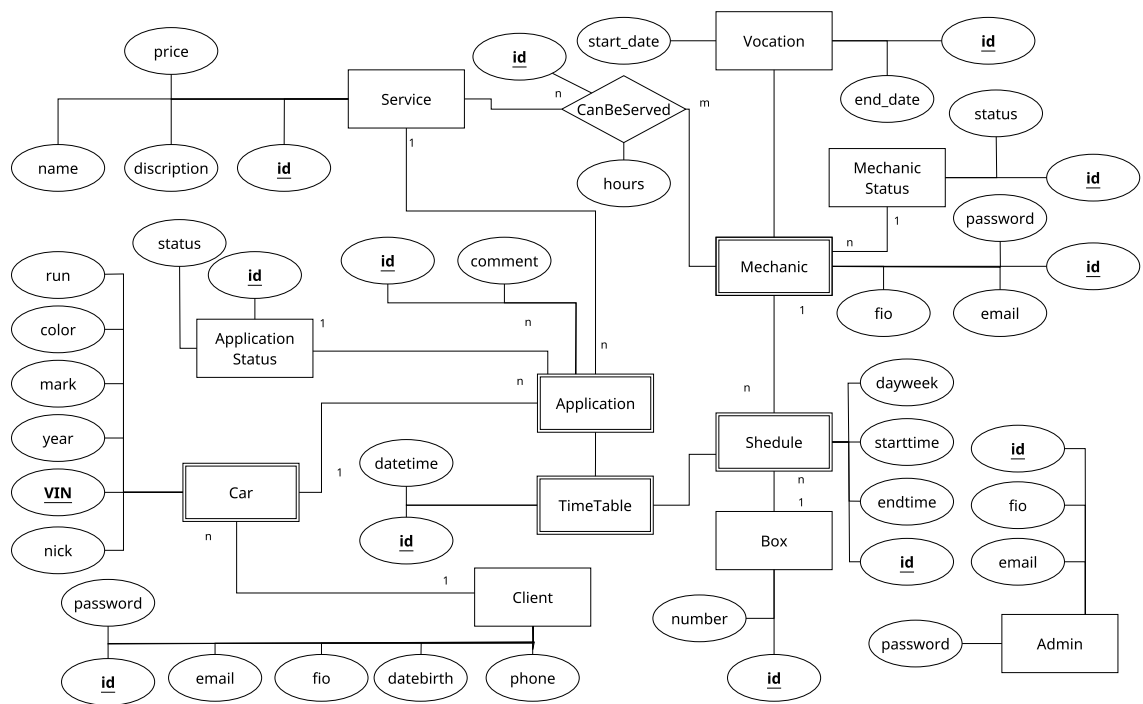 start_date
Vocation
id
price
id
n
m
end_date
Service
CanBeServed
status
1
name
discription
id
hours
Mechanic
Status
id
1
password
status
n
run
id
id
comment
Mechanic
id
color
1
n
1
fio
email
Application
Status
n
mark
n
n
dayweek
Application
year
Shedule
starttime
id
datetime
1
n
VIN
Car
TimeTable
1
endtime
fio
n
id
Box
nick
id
email
1
password
Client
number
Admin
password
id
email
fio
datebirth
phone
id